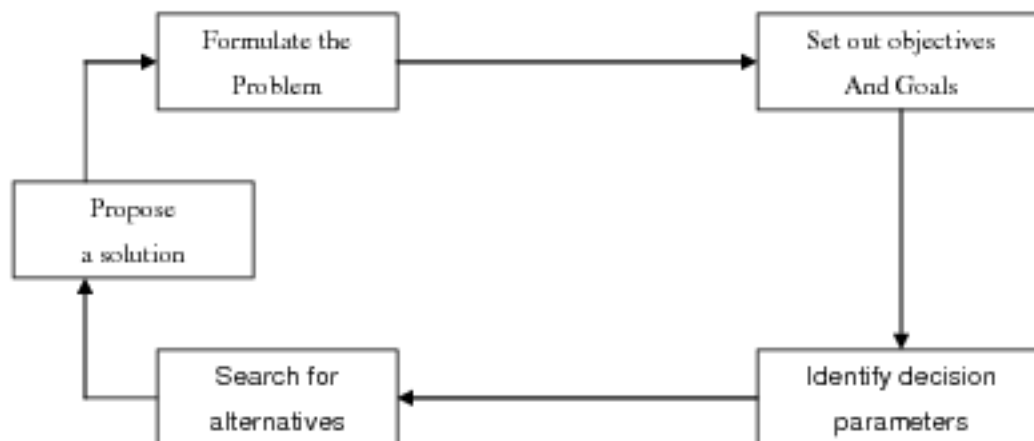 Formulate the
Problem
Set out objectives
And Goals
Propose
a solution
Search for
alternatives
Identify decision
parameters